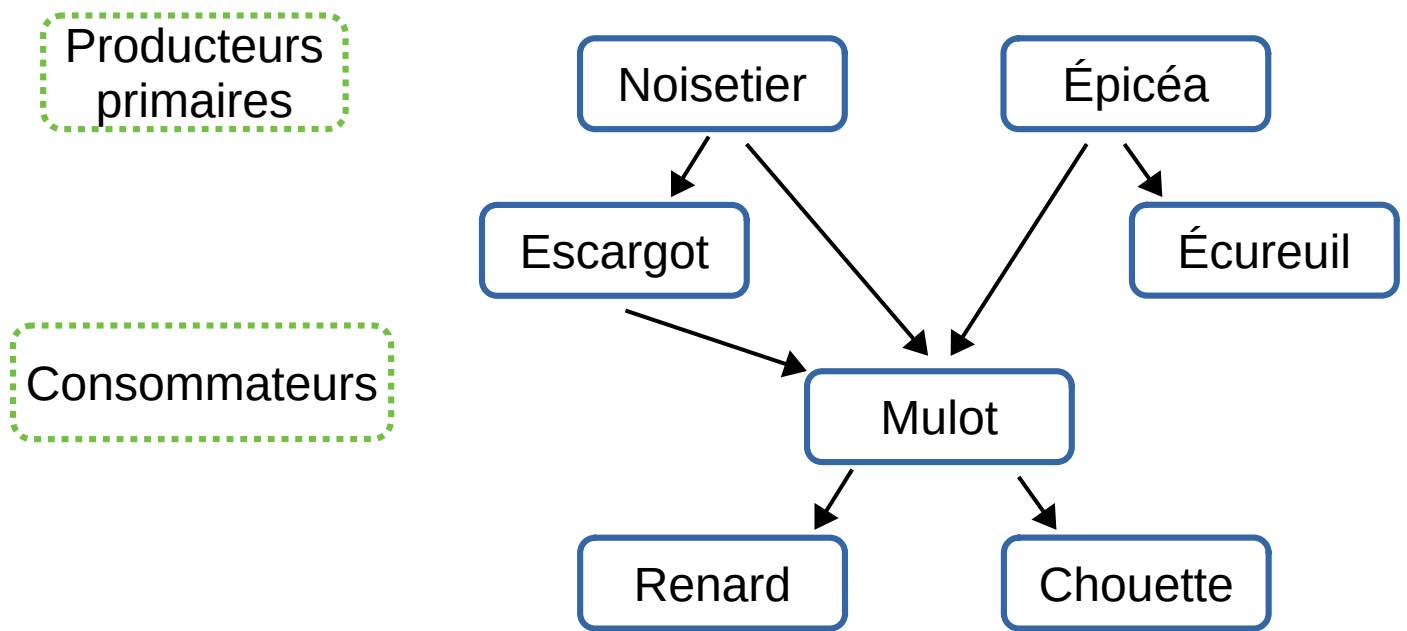 Producteurs
primaires
Noisetier
Épicéa
Escargot
Écureuil
Consommateurs
Mulot
Renard
Chouette